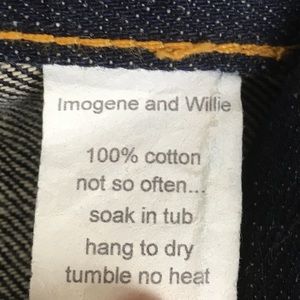 Imogene and Willie
100% cotton
not so often...
soak in tub
hang to dry
tumble no heat